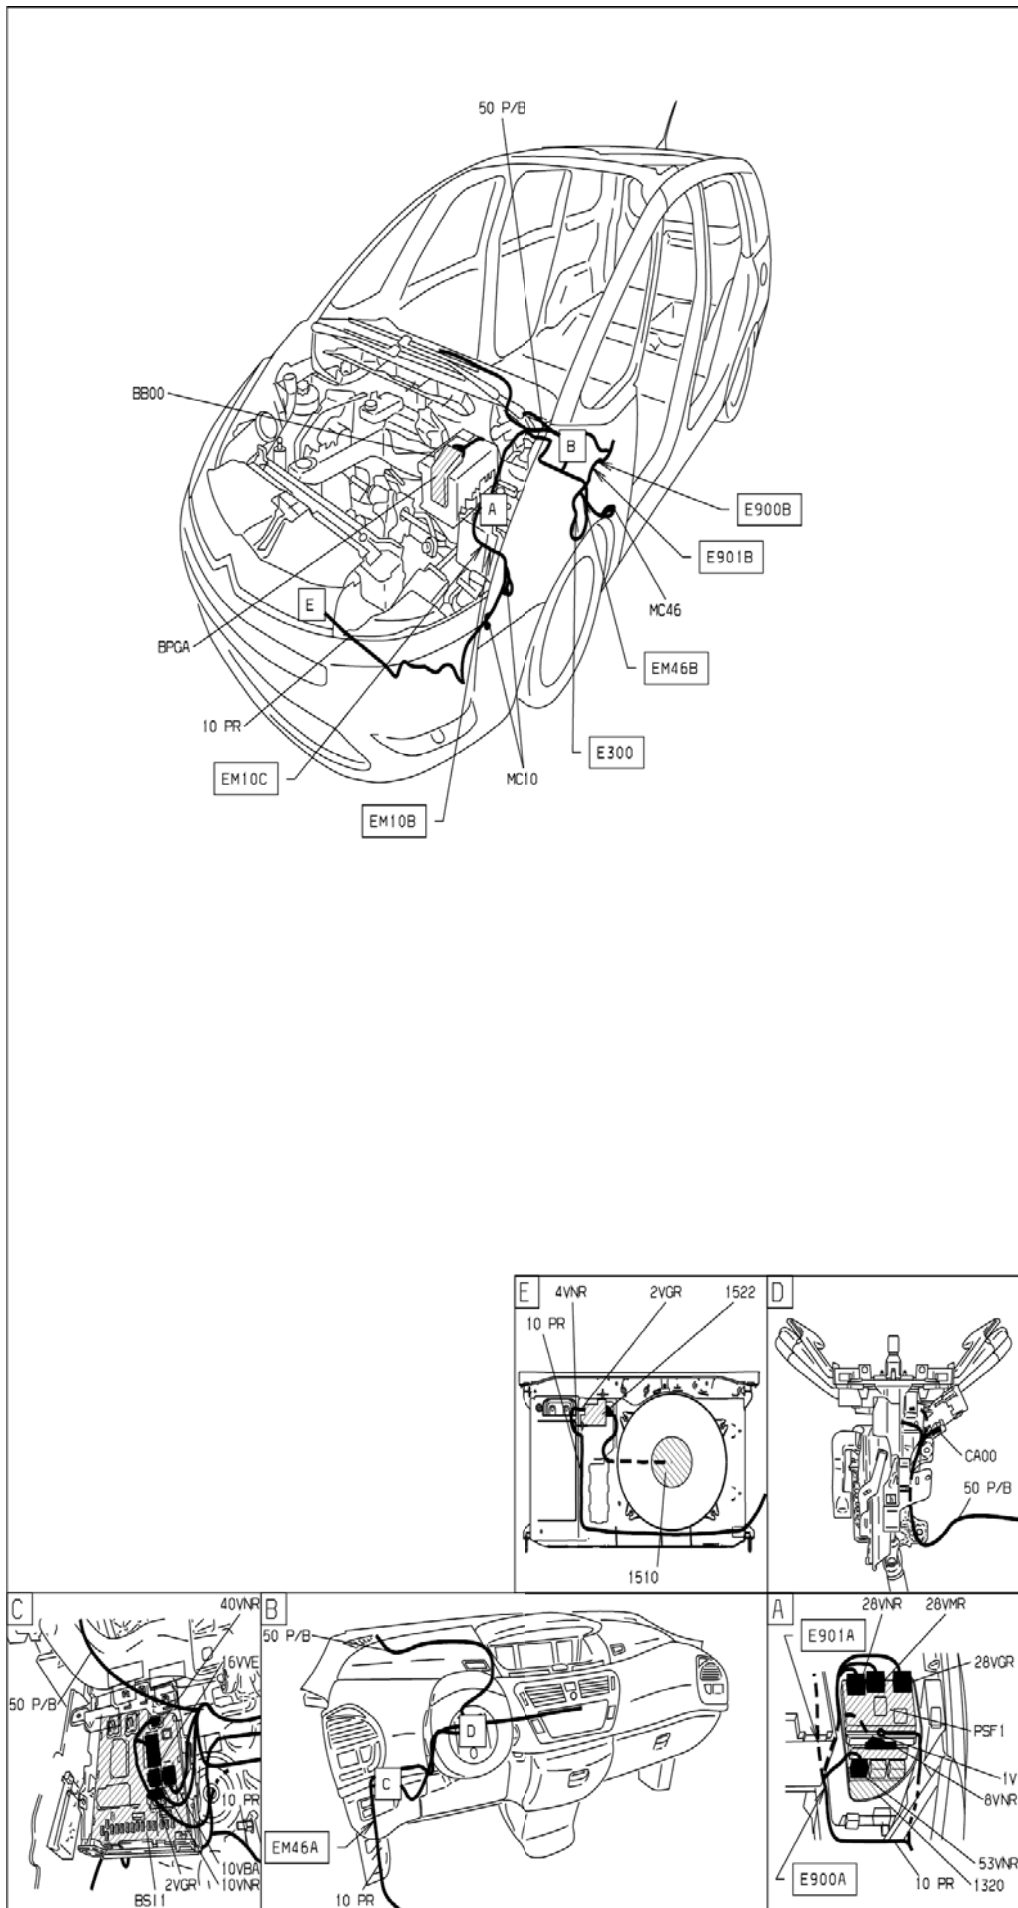 50 P/B
BB00
B
E900B
A
E901B
E
MC46
BPGA
EM46B
10 PR
E300
EM10C
MC10
EM10B
E
4VNR
2VGR
1522
D
10 PR
CA00
50 P/B
1510
C
40VNR
B
A
28VNR
28VMR
50 P/B
E901A
16VVE
28VGR
50 P/B
PSF1
D
C
1V
10 PR
8VNR
EM46A
10VBA
53VNR
2VGR
10VNR
E900A
10 PR
1320
BSI1
10 PR